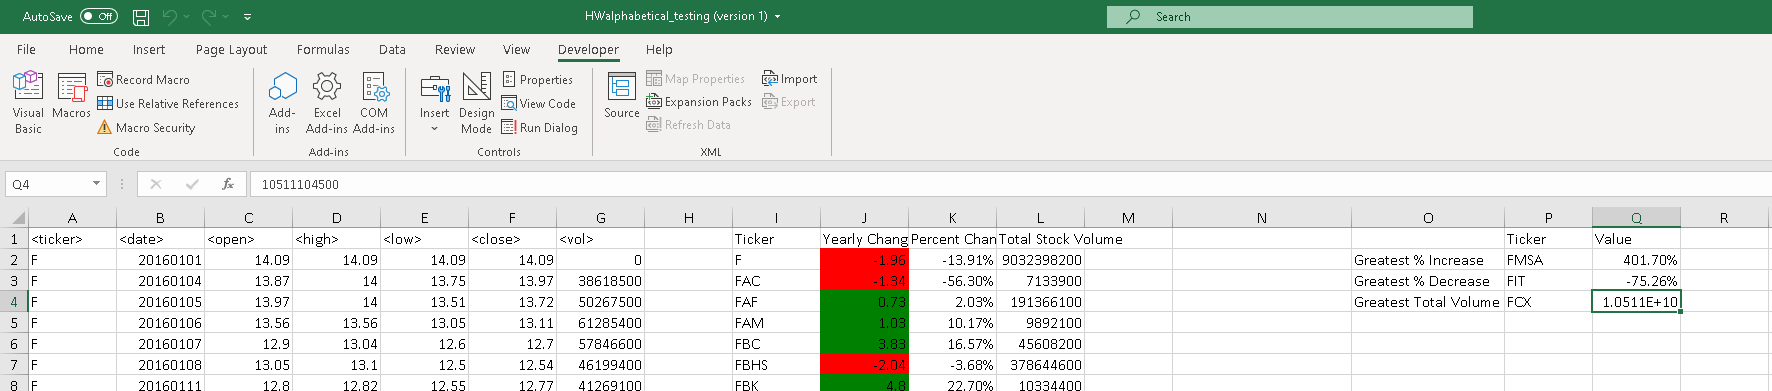 AutoSave Off HWalphabetical_testing (version 1) Search
File Home Insert Page Layout Formulas Data Review View Developer Help
Visual Basic
Macros
Record Macro
Use Relative References
Macro Security
Code
Add-ins
Excel Add-ins
COM Add-ins
Add-ins
Insert
Design Mode
Properties
View Code
Run Dialog
Controls
Source
Map Properties
Expansion Packs
Refresh Data
Import
Export
XML
Q4 fx 10511104500
A B C D E F G H I J K L M N O P Q R
1 <ticker> <date> <open> <high> <low> <close> <vol> Ticker Yearly Chang Percent Chan Total Stock Volume Ticker Value
2 F 20160101 14.09 14.09 14.09 14.09 0 F -1.96 -13.91% 9032398200 Greatest % Increase FMSA 401.70%
3 F 20160104 13.87 14 13.75 13.97 38618500 FAC -1.34 -56.30% 7133900 Greatest % Decrease FIT -75.26%
4 F 20160105 13.97 14 13.51 13.72 50267500 FAF 0.73 2.03% 191366100 Greatest Total Volume FCX 1.0511E+10
5 F 20160106 13.56 13.56 13.05 13.11 61285400 FAM 1.03 10.17% 9892100
6 F 20160107 12.9 13.04 12.6 12.7 57846600 FBC 3.83 16.57% 45608200
7 F 20160108 13.05 13.1 12.5 12.54 46199400 FBHS -2.04 -3.68% 378644600
8 F 20160111 12.8 12.82 12.55 12.77 41269100 FBK 4.8 22.70% 10334400